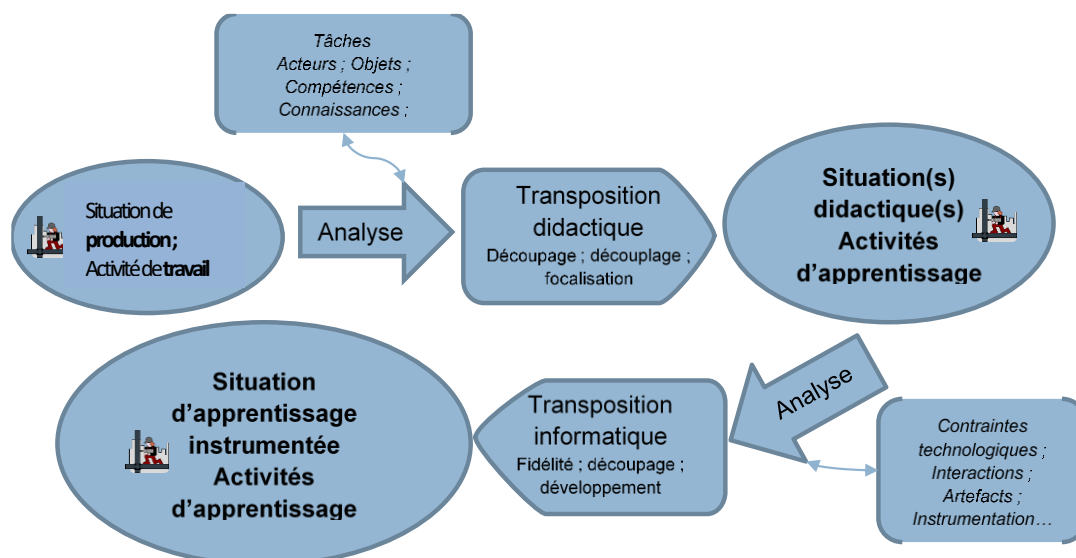 Tâches
Acteurs ; Objets ;
Compétences ;
Connaissances ;
Situation de
production ;
Activité de travail
Analyse
Transposition
didactique
Découpage ; découplage ;
focalisation
Situation(s)
didactique(s)
Activités
d’apprentissage
Analyse
Contraintes
technologiques ;
Interactions ;
Artefacts ;
Instrumentation…
Transposition
informatique
Fidélité ; découpage ;
développement
Situation
d’apprentissage
instrumentée
Activités
d’apprentissage